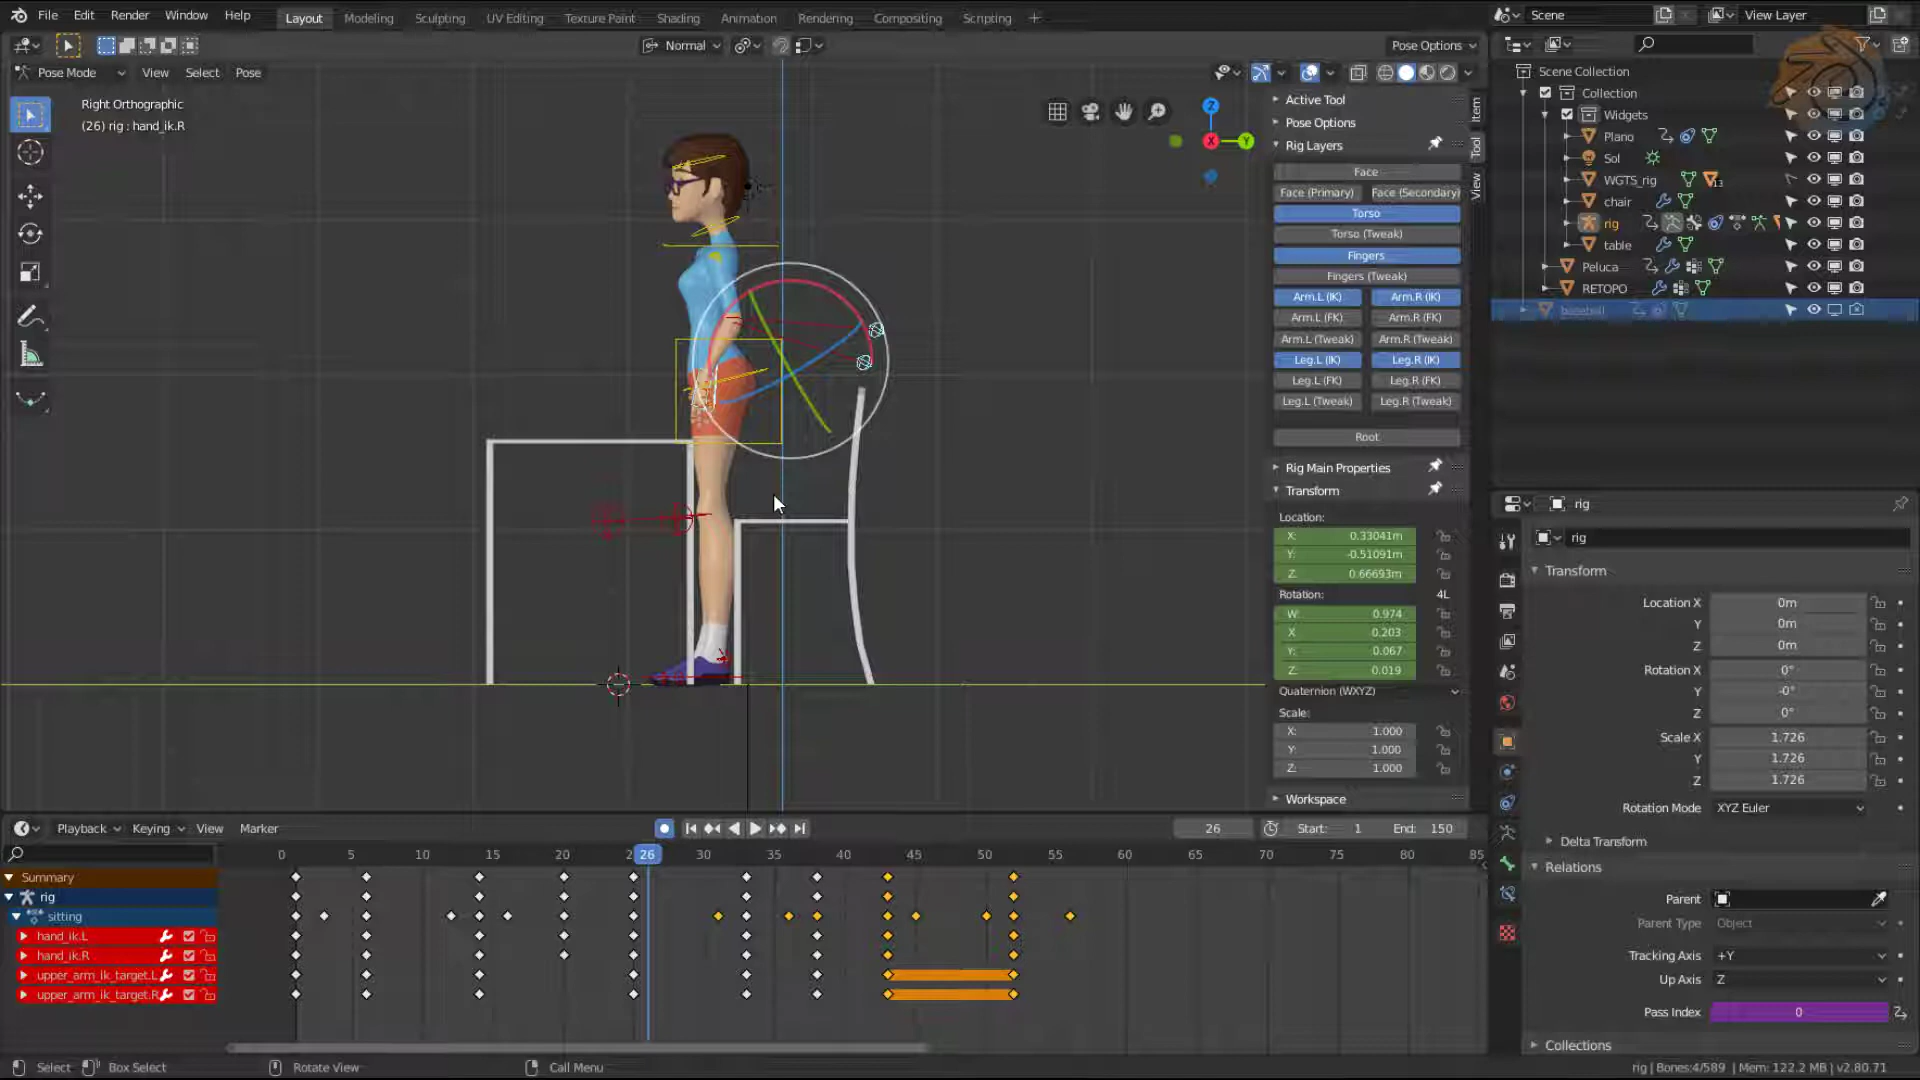 File Edit Render Window Help Layout Modeling Sculpting UV Editing Texture Paint Shading Animation Rendering Compositing Scripting + Scene View Layer
Normal Pose Options
Pose Mode View Select Pose
Right Orthographic
(26) rig : hand_ik.R
Z
X
Y
Active Tool
Pose Options
Rig Layers
Face
Face (Primary) Face (Secondary)
Torso
Torso (Tweak)
Fingers
Fingers (Tweak)
Arm.L (IK) Arm.R (IK)
Arm.L (FK) Arm.R (FK)
Arm.L (Tweak) Arm.R (Tweak)
Leg.L (IK) Leg.R (IK)
Leg.L (FK) Leg.R (FK)
Leg.L (Tweak) Leg.R (Tweak)
Root
Rig Main Properties
Transform
Location:
X: 0.33041m
Y: -0.51091m
Z: 0.66693m
Rotation: 4L
W: 0.974
X 0.203
Y: 0.067
Z: 0.019
Quaternion (WXYZ)
Scale:
X: 1.000
Y: 1.000
Z: 1.000
Workspace
Item
Tool
View
Scene Collection
Collection
Widgets
Plano
Sol
WGTS_rig 13
chair
rig
table
Peluca
RETOPO
baseball
rig
rig
Transform
Location X 0m
Y 0m
Z 0m
Rotation X 0°
Y -0°
Z 0°
Scale X 1.726
Y 1.726
Z 1.726
Rotation Mode XYZ Euler
Delta Transform
Relations
Parent
Parent Type Object
Tracking Axis +Y
Up Axis Z
Pass Index 0
Collections
Playback Keying View Marker 26 Start: 1 End: 150
0 5 10 15 20 2 26 30 35 40 45 50 55 60 65 70 75 80 85
Summary
rig
sitting
hand_ik.L
hand_ik.R
upper_arm_ik_target.L
upper_arm_ik_target.R
Select Box Select Rotate View Call Menu rig | Bones:4/589 | Mem: 122.2 MB | v2.80.71